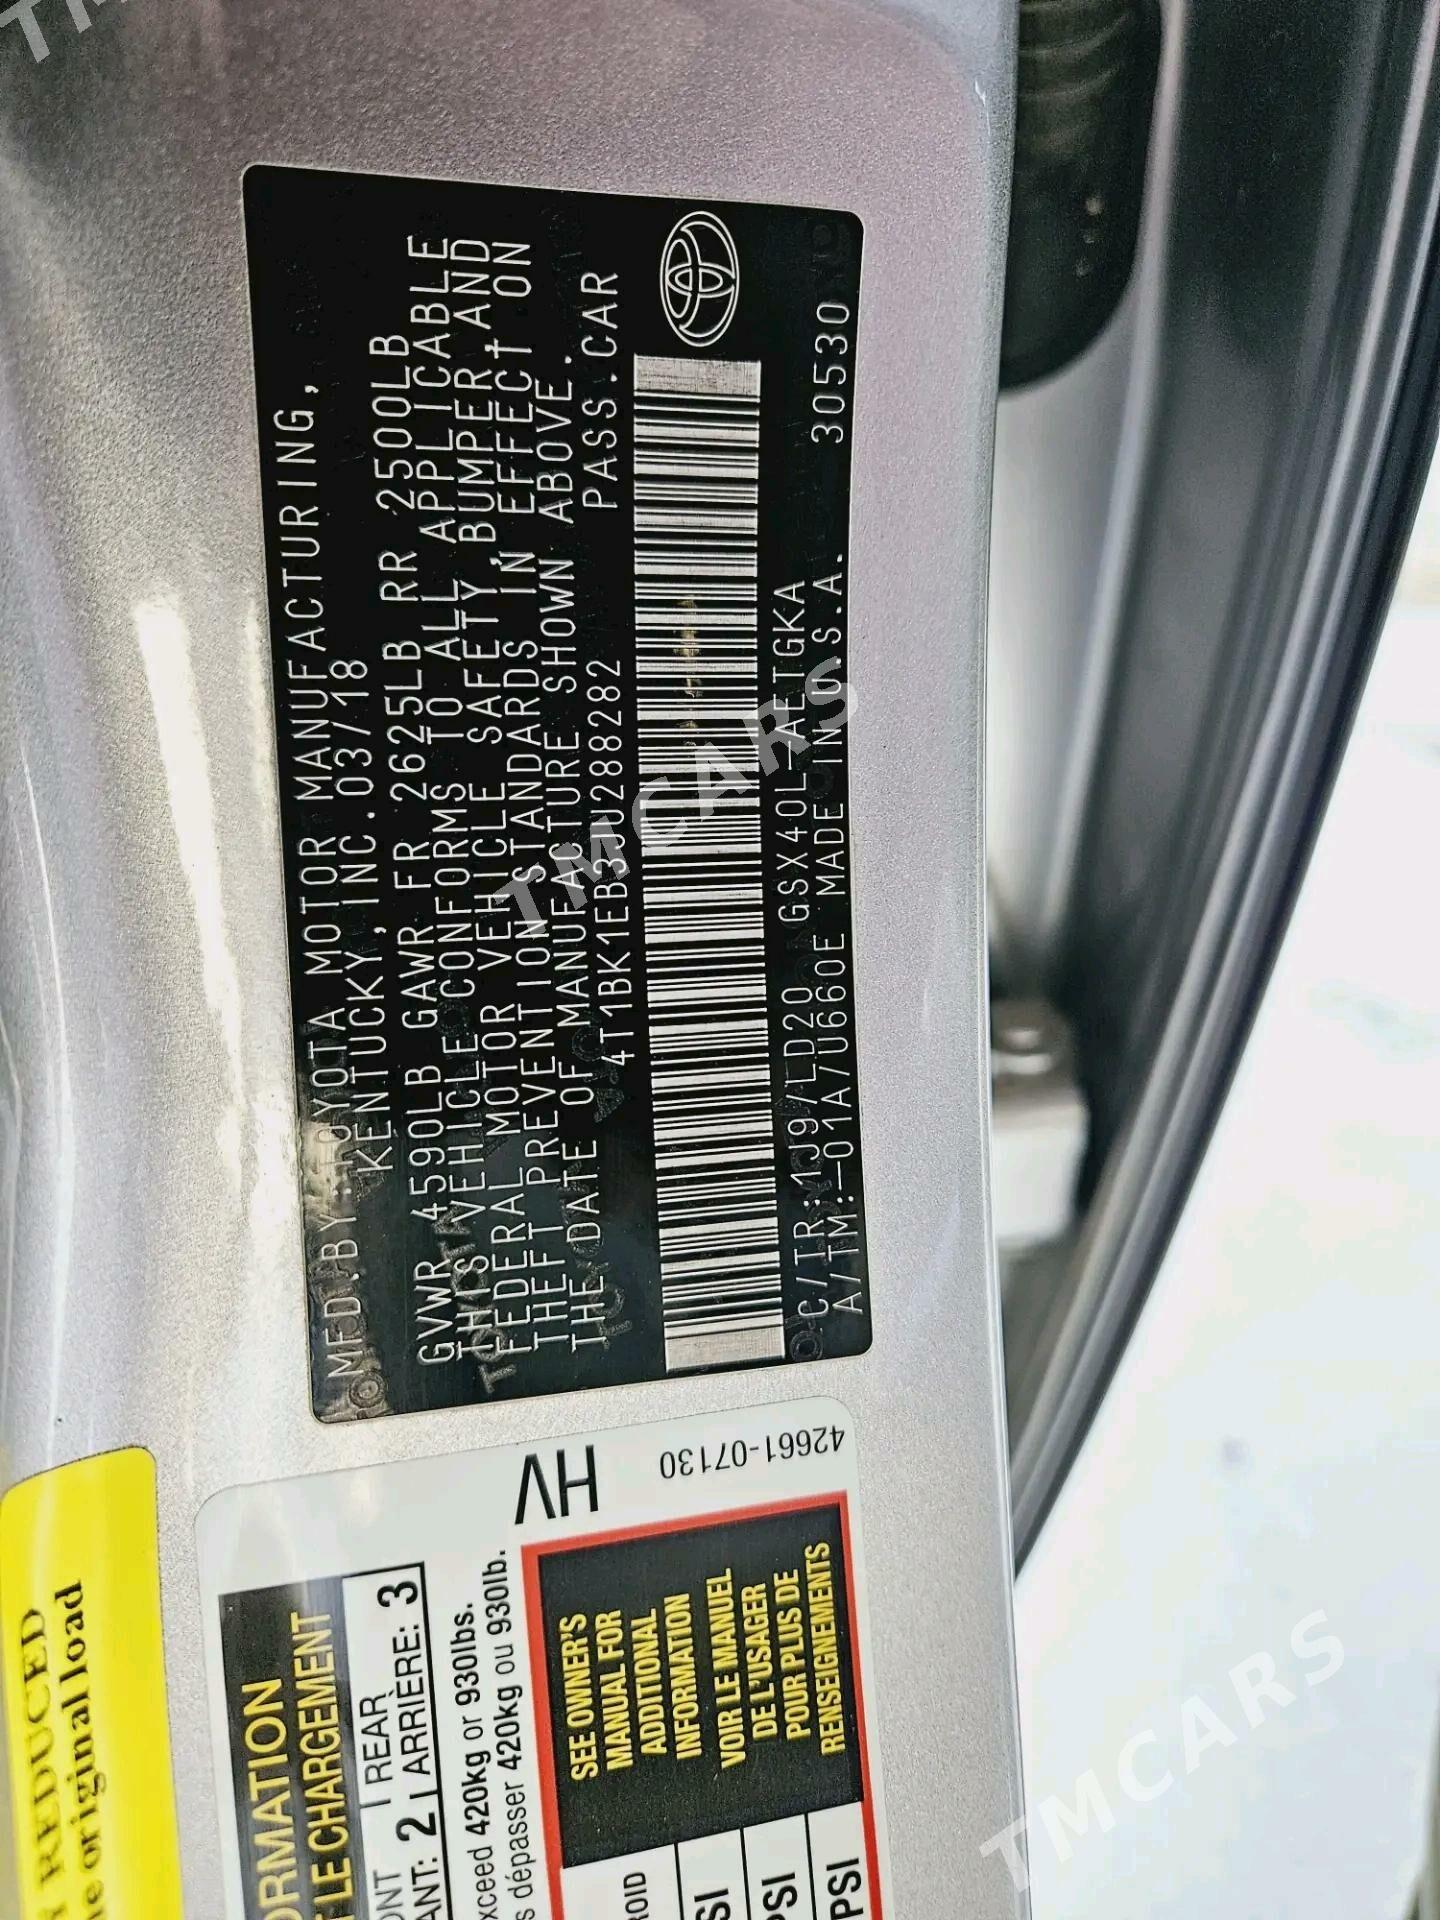 MFD.BY:TOYOTA MOTOR MANUFACTURING,
KENTUCKY,INC.03/18
GVWR 4590LB GAWR FR 2625LB RR 2500LB
THIS VEHICLE CONFORMS TO ALL APPLICABLE
FEDERAL MOTOR VEHICLE SAFETY,BUMPER,AND
THEFT PREVENTION STANDARDS IN EFFECT ON
THE DATE OF MANUFACTURE SHOWN ABOVE.
4T1BK1EB3JU288282 PASS.CAR
C/TR:1J9/LD20 GSX40L-AETGKA
A/TM:-01A/U660E MADE IN U.S.A. 30530
HV
42661-07130
REDUCED
original load
LE CHARGEMENT
REAR
ARRIÈRE: 3
2
420kg or 930lbs.
dépasser 420kg ou 930lb.
SEE OWNER'S
MANUAL FOR
ADDITIONAL
INFORMATION
VOIR LE MANUEL
DE L'USAGER
POUR PLUS DE
RENSEIGNEMENTS
PSI
PSI
TMCARS
TMCARS